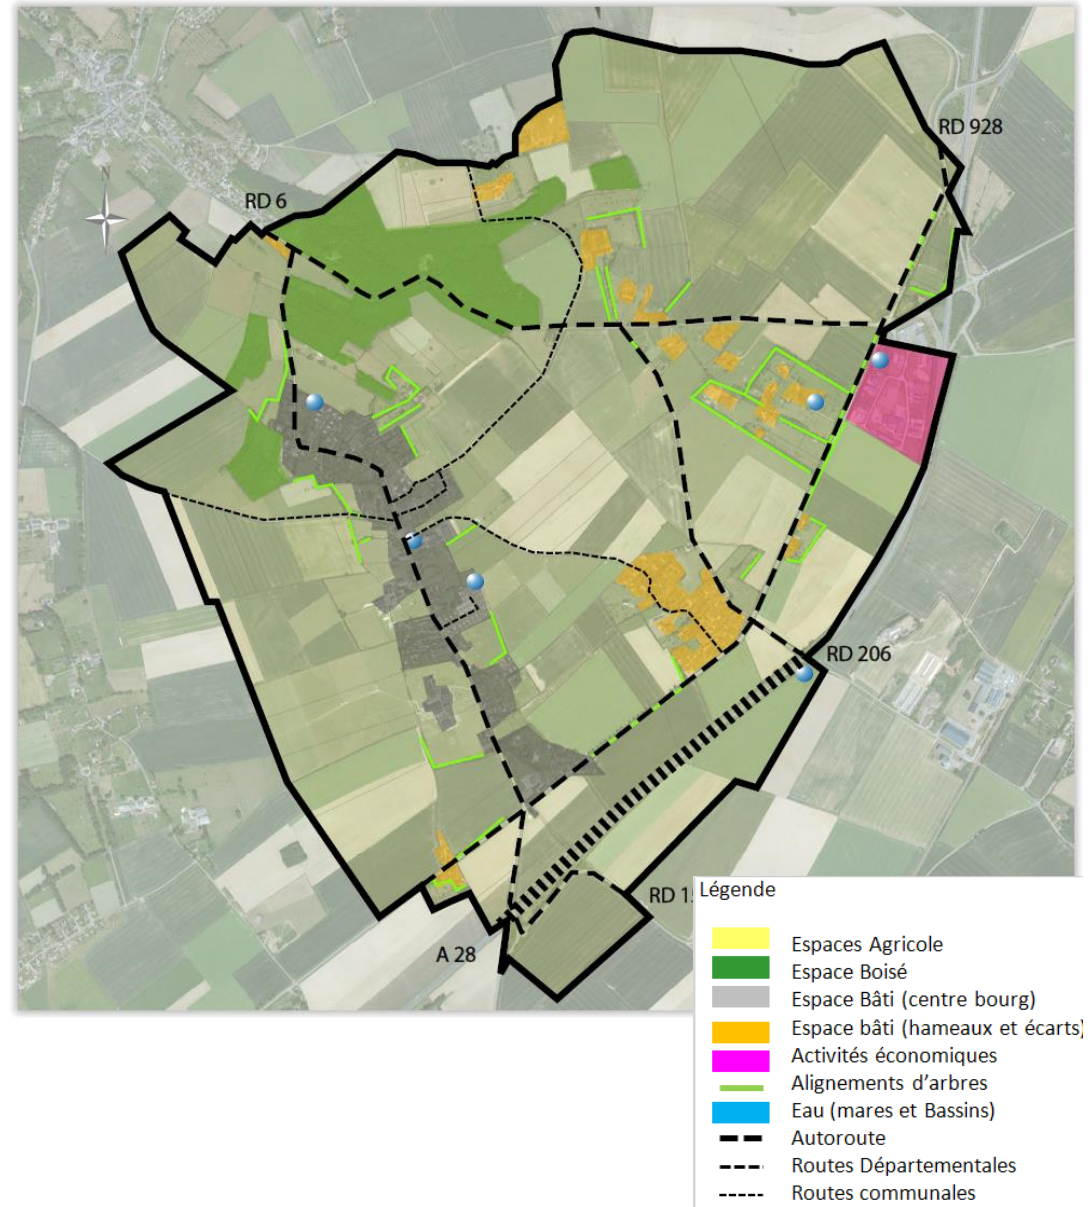 RD 928
RD 6
N
RD 206
RD
A 28
Légende
Espaces Agricole
Espace Boisé
Espace Bâti (centre bourg)
Espace bâti (hameaux et écarts)
Activités économiques
Alignements d'arbres
Eau (mares et Bassins)
Autoroute
Routes Départementales
Routes communales